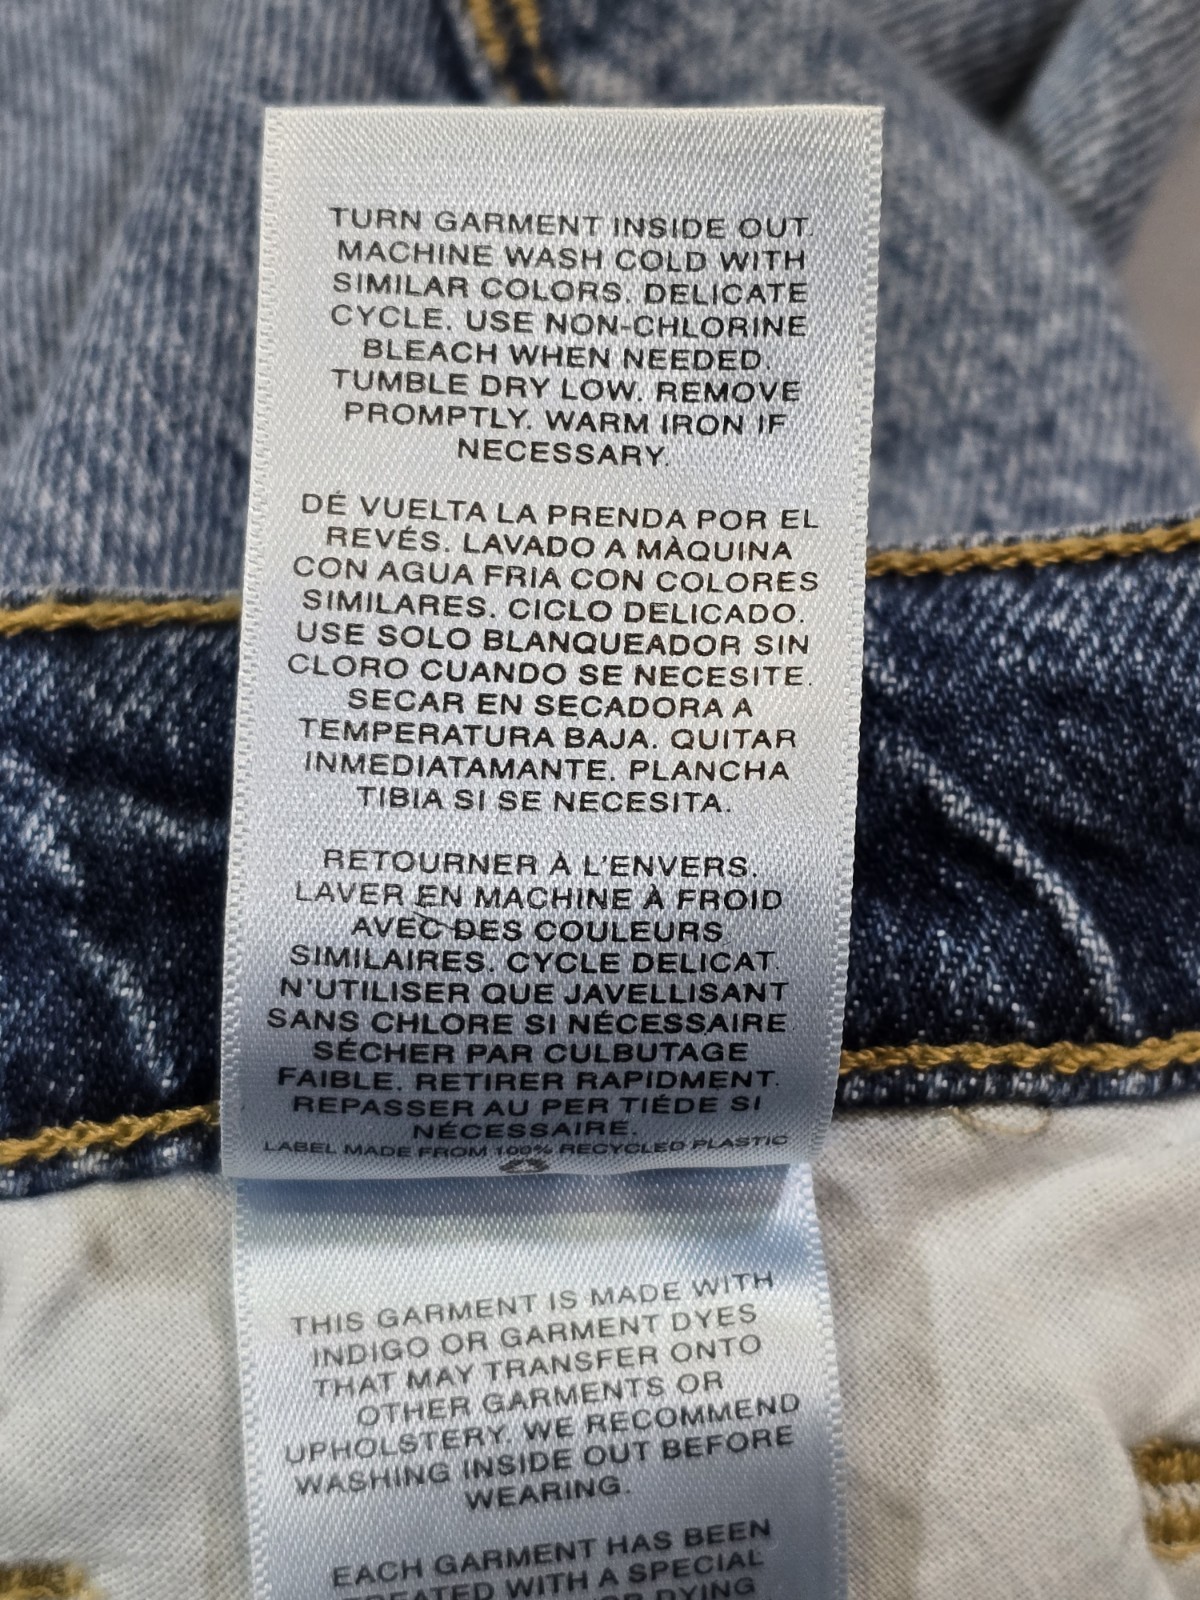 TURN GARMENT INSIDE OUT.
MACHINE WASH COLD WITH
SIMILAR COLORS. DELICATE
CYCLE. USE NON-CHLORINE
BLEACH WHEN NEEDED.
TUMBLE DRY LOW. REMOVE
PROMPTLY. WARM IRON IF
NECESSARY.
DÉ VUELTA LA PRENDA POR EL
REVÉS. LAVADO A MÀQUINA
CON AGUA FRIA CON COLORES
SIMILARES. CICLO DELICADO.
USE SOLO BLANQUEADOR SIN
CLORO CUANDO SE NECESITE.
SECAR EN SECADORA A
TEMPERATURA BAJA. QUITAR
INMEDIATAMANTE. PLANCHA
TIBIA SI SE NECESITA.
RETOURNER À L'ENVERS.
LAVER EN MACHINE À FROID
AVEC DES COULEURS
SIMILAIRES. CYCLE DELICAT.
N'UTILISER QUE JAVELLISANT
SANS CHLORE SI NÉCESSAIRE
SÉCHER PAR CULBUTAGE
FAIBLE. RETIRER RAPIDMENT.
REPASSER AU PER TIÉDE SI
NÉCESSAIRE.
LABEL MADE FROM 100% RECYCLED PLASTIC
THIS GARMENT IS MADE WITH
INDIGO OR GARMENT DYES
THAT MAY TRANSFER ONTO
OTHER GARMENTS OR
UPHOLSTERY. WE RECOMMEND
WASHING INSIDE OUT BEFORE
WEARING.
EACH GARMENT HAS BEEN
TREATED WITH A SPECIAL
OR DYING